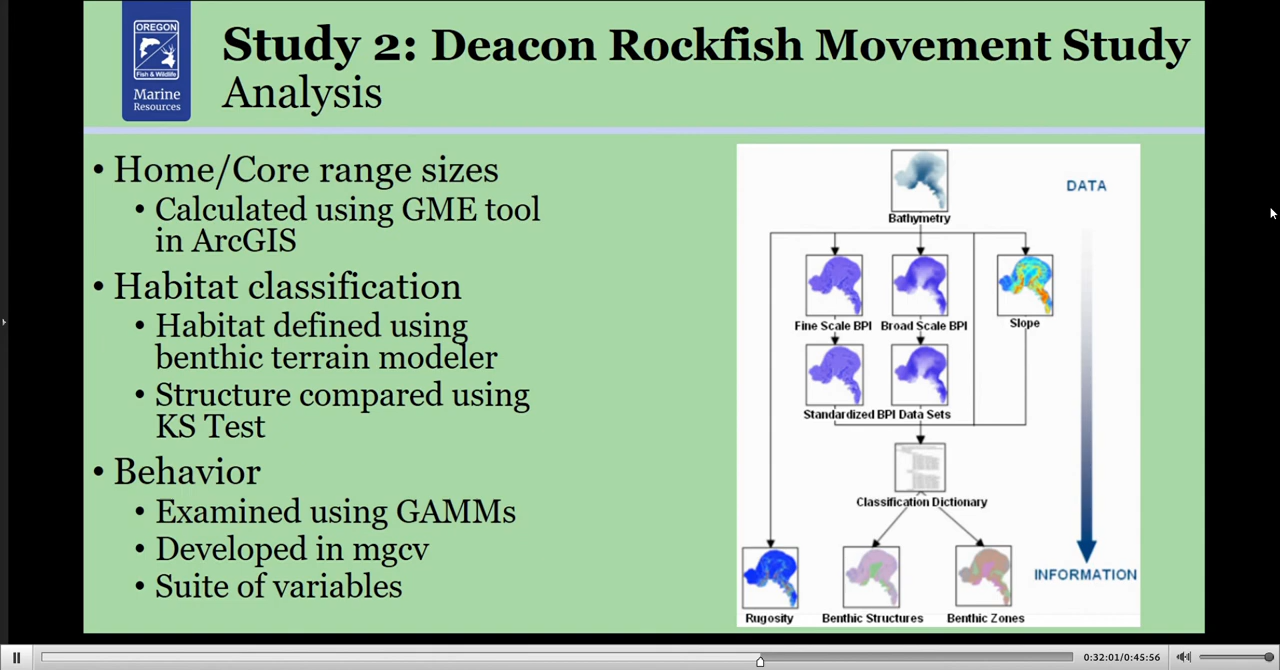 OREGON
Fish & Wildlife
Marine
Resources
Study 2: Deacon Rockfish Movement Study
Analysis
• Home/Core range sizes
• Calculated using GME tool
in ArcGIS
• Habitat classification
• Habitat defined using
benthic terrain modeler
• Structure compared using
KS Test
• Behavior
• Examined using GAMMs
• Developed in mgcv
• Suite of variables
DATA
Bathymetry
Fine Scale BPI Broad Scale BPI Slope
Standardized BPI Data Sets
Classification Dictionary
INFORMATION
Rugosity Benthic Structures Benthic Zones
0:32:01/0:45:56